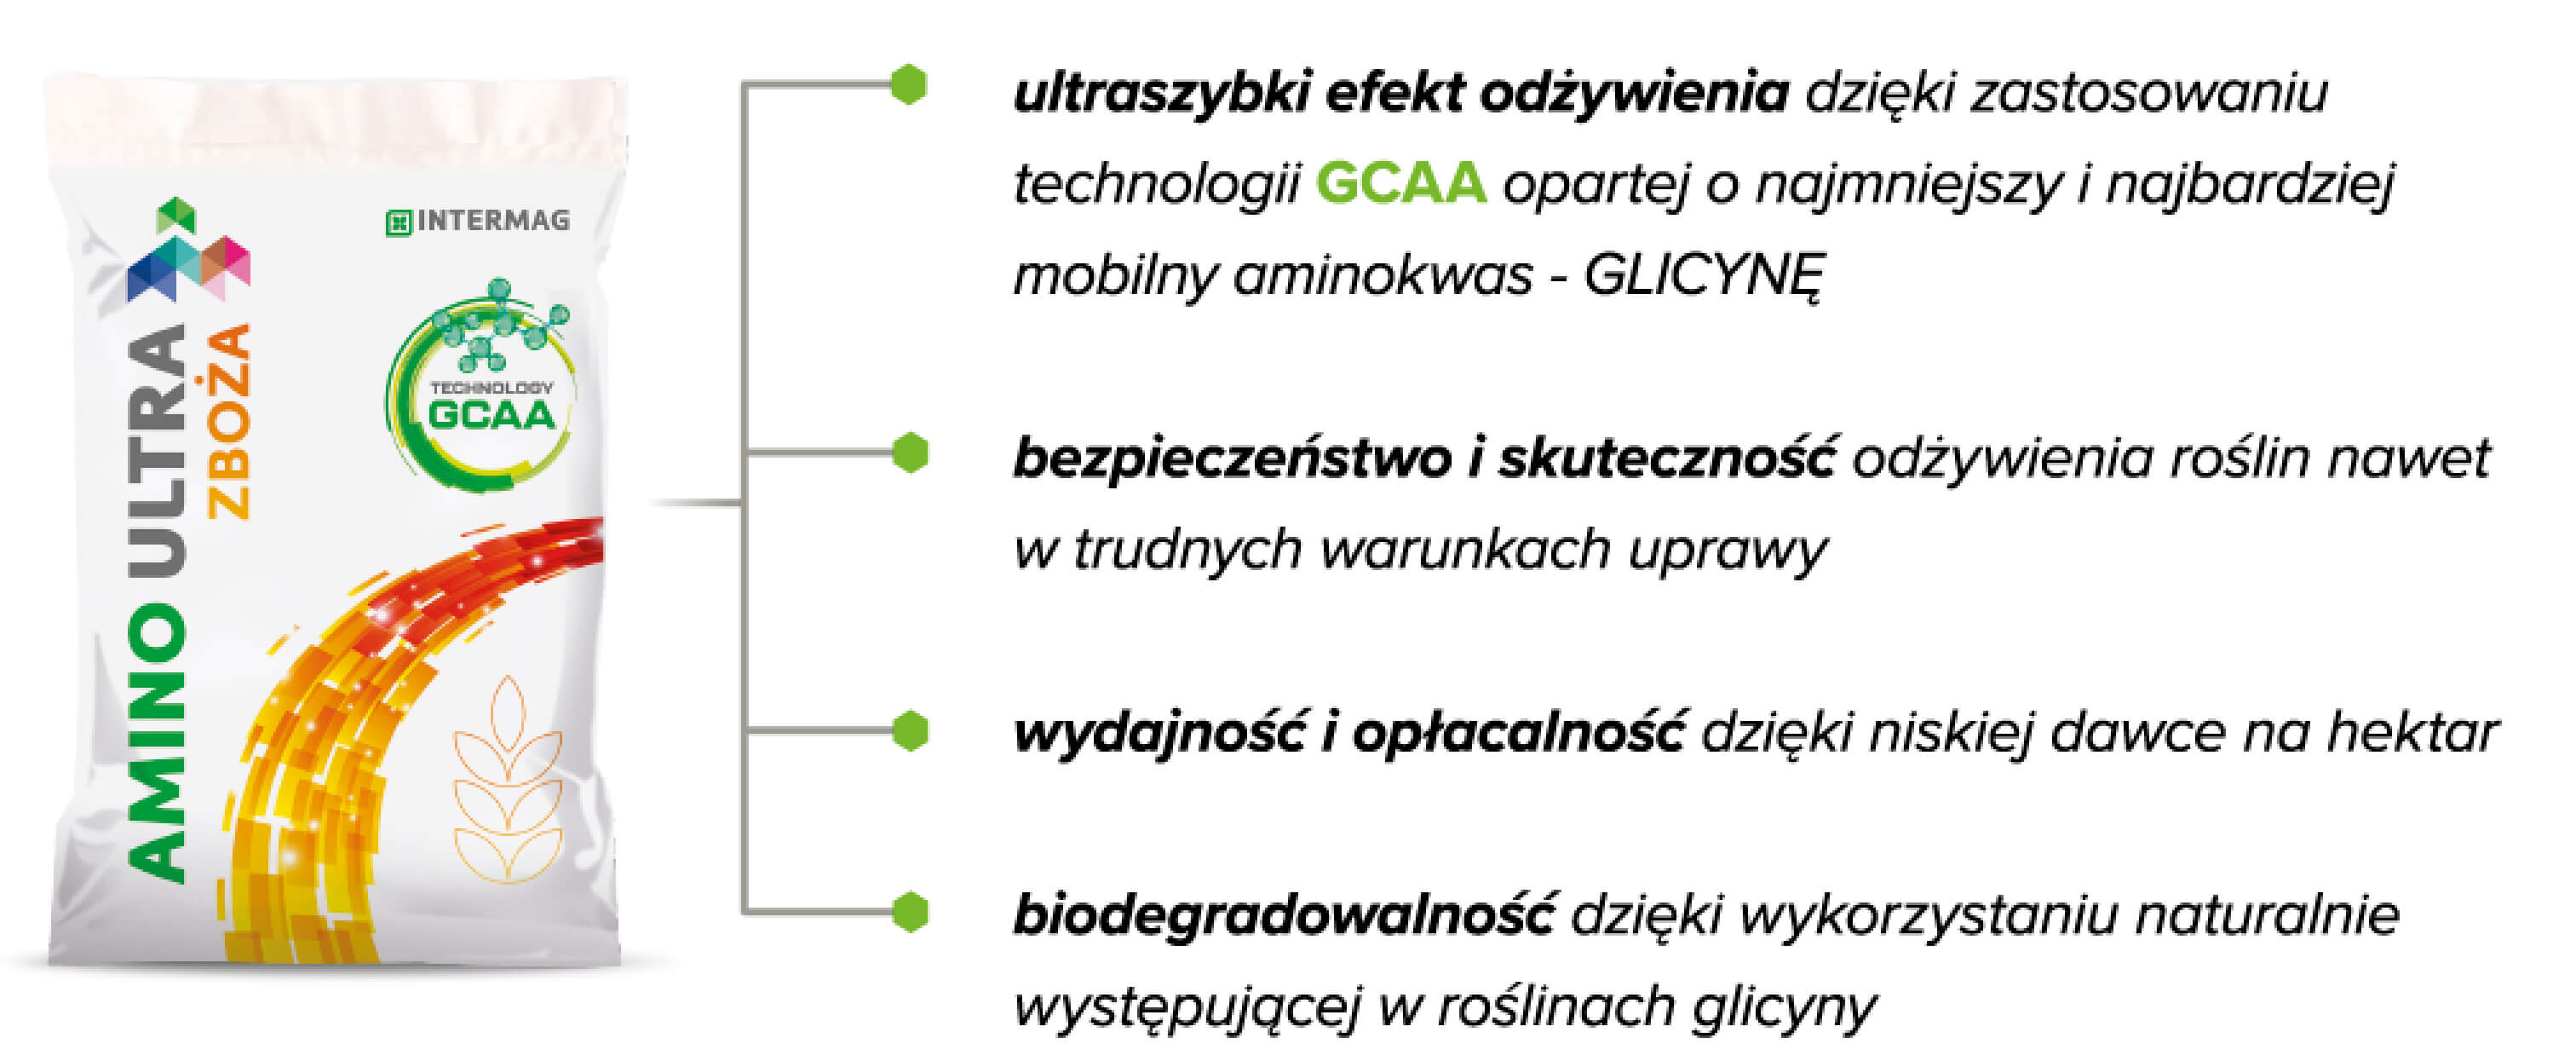 INTERMAG
TECHNOLOGY
GCAA
AMINO ULTRA
ZBOŻA
ultraszybki efekt odżywienia dzięki zastosowaniu
technologii GCAA opartej o najmniejszy i najbardziej
mobilny aminokwas - GLICYNĘ
bezpieczeństwo i skuteczność odżywienia roślin nawet
w trudnych warunkach uprawy
wydajność i opłacalność dzięki niskiej dawce na hektar
biodegradowalność dzięki wykorzystaniu naturalnie
występującej w roślinach glicyny